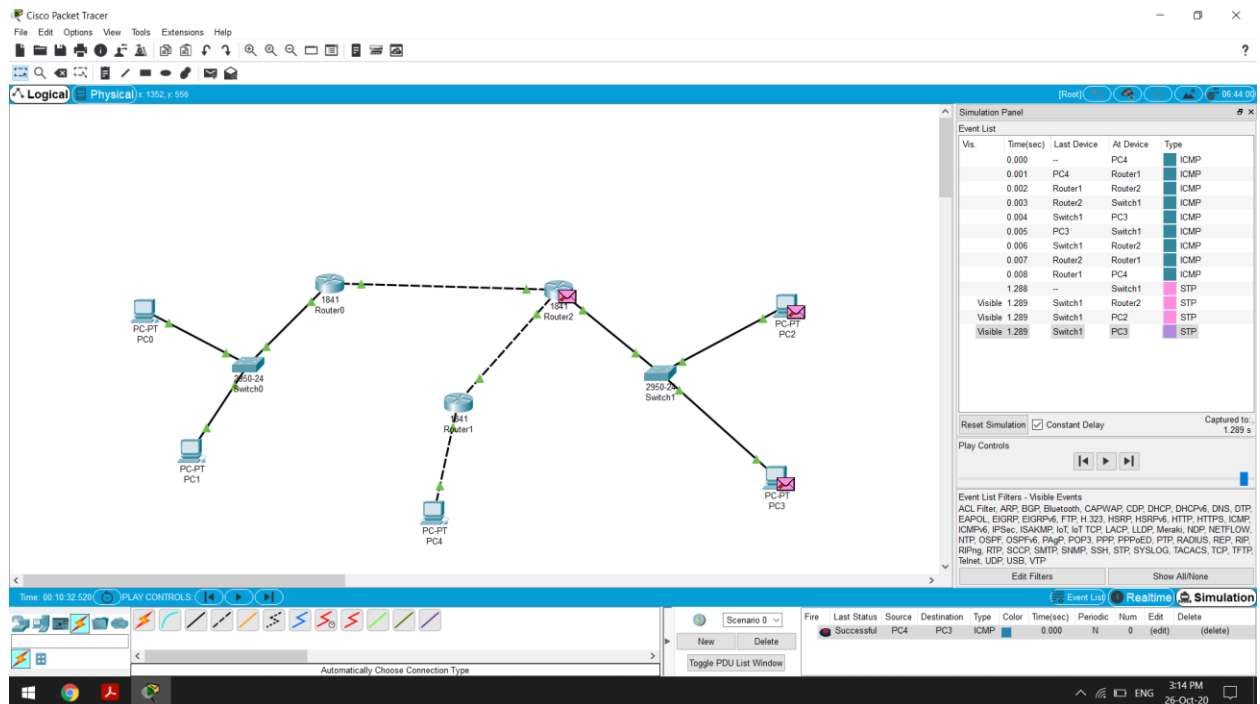 Cisco Packet Tracer
File Edit Options View Tools Extensions Help
?
Logical Physical x: 1352, y: 556 [Root] 06:44:00
Simulation Panel
Event List
Vis. Time(sec) Last Device At Device Type
0.000 -- PC4 ICMP
0.001 PC4 Router1 ICMP
0.002 Router1 Router2 ICMP
0.003 Router2 Switch1 ICMP
0.004 Switch1 PC3 ICMP
0.005 PC3 Switch1 ICMP
0.006 Switch1 Router2 ICMP
0.007 Router2 Router1 ICMP
0.008 Router1 PC4 ICMP
1.288 -- Switch1 STP
Visible 1.289 Switch1 Router2 STP
Visible 1.289 Switch1 PC2 STP
Visible 1.289 Switch1 PC3 STP
1841
Router0
1841
Router2
PC-PT
PC0
PC-PT
PC2
2950-24
Switch0
2950-24
Switch1
1841
Router1
PC-PT
PC1
PC-PT
PC3
PC-PT
PC4
Reset Simulation Constant Delay Captured to:
1.289 s
Play Controls
Event List Filters - Visible Events
ACL Filter, ARP, BGP, Bluetooth, CAPWAP, CDP, DHCP, DHCPv6, DNS, DTP,
EAPOL, EIGRP, EIGRPv6, FTP, H.323, HSRP, HSRPv6, HTTP, HTTPS, ICMP,
ICMPv6, IPSec, ISAKMP, IoT, IoT TCP, LACP, LLDP, Meraki, NDP, NETFLOW,
NTP, OSPF, OSPFv6, PAgP, POP3, PPP, PPPoED, PTP, RADIUS, REP, RIP,
RIPng, RTP, SCCP, SMTP, SNMP, SSH, STP, SYSLOG, TACACS, TCP, TFTP,
Telnet, UDP, USB, VTP
Edit Filters Show All/None
Time: 00:10:32.520 PLAY CONTROLS: Event List Realtime Simulation
Scenario 0
New Delete
Toggle PDU List Window
Fire Last Status Source Destination Type Color Time(sec) Periodic Num Edit Delete
Successful PC4 PC3 ICMP 0.000 N 0 (edit) (delete)
Automatically Choose Connection Type
ENG
3:14 PM
26-Oct-20